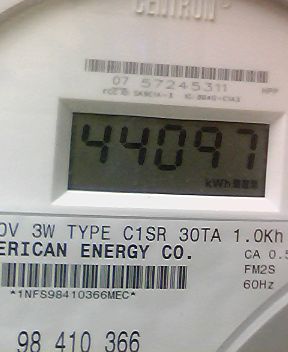 CENTRON
07 57245311
44097
kWh
0V 3W TYPE C1SR 30TA 1.0Kh
ERICAN ENERGY CO.
CA 0.5
FM2S
60Hz
*1NFS98410366MEC*
98 410 366